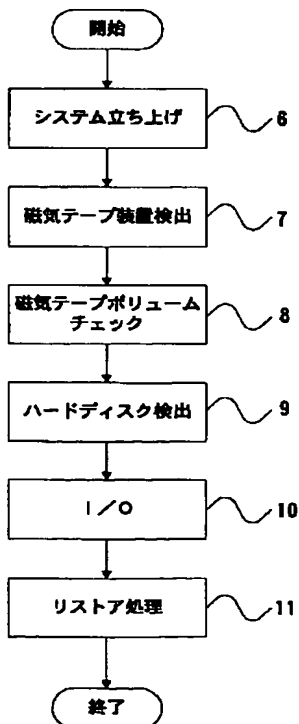 開始
システム立ち上げ
6
磁気テープ装置検出
7
磁気テープボリューム
チェック
8
ハードディスク検出
9
I／O
10
リストア処理
11
終了